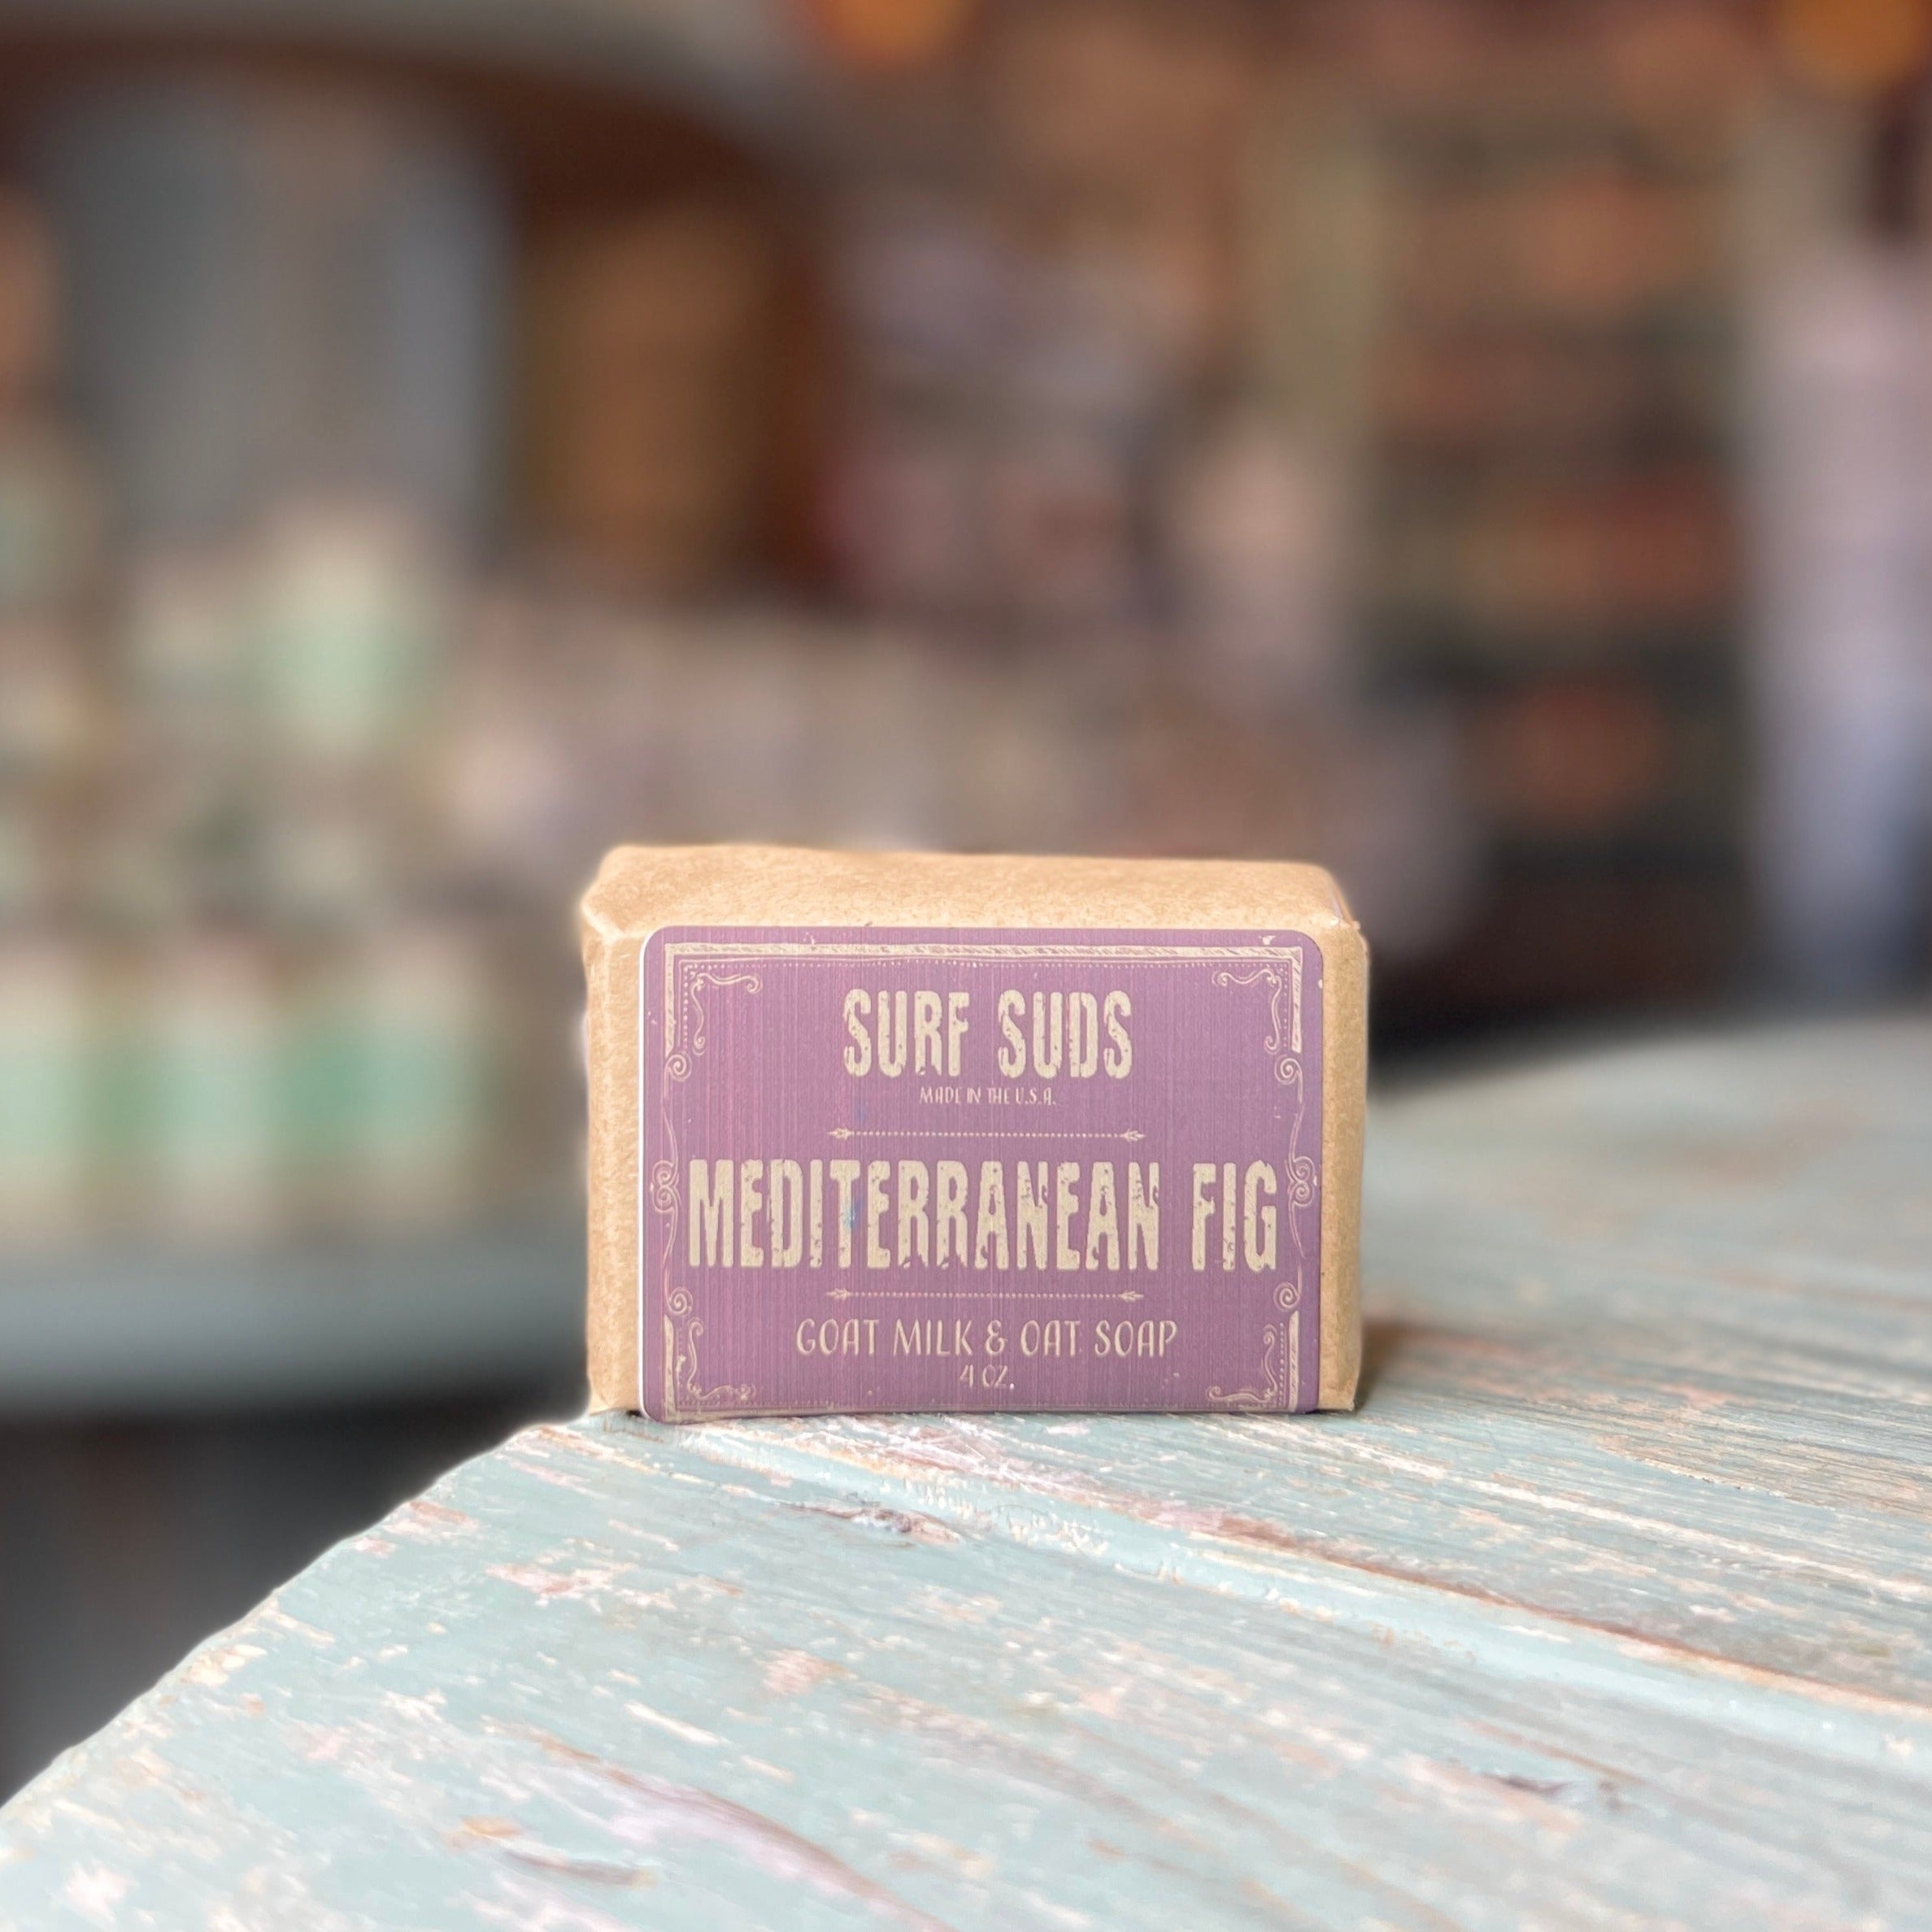 SURF SUDS
MADE IN THE U.S.A.
MEDITERRANEAN FIG
GOAT MILK & OAT SOAP
4 OZ.